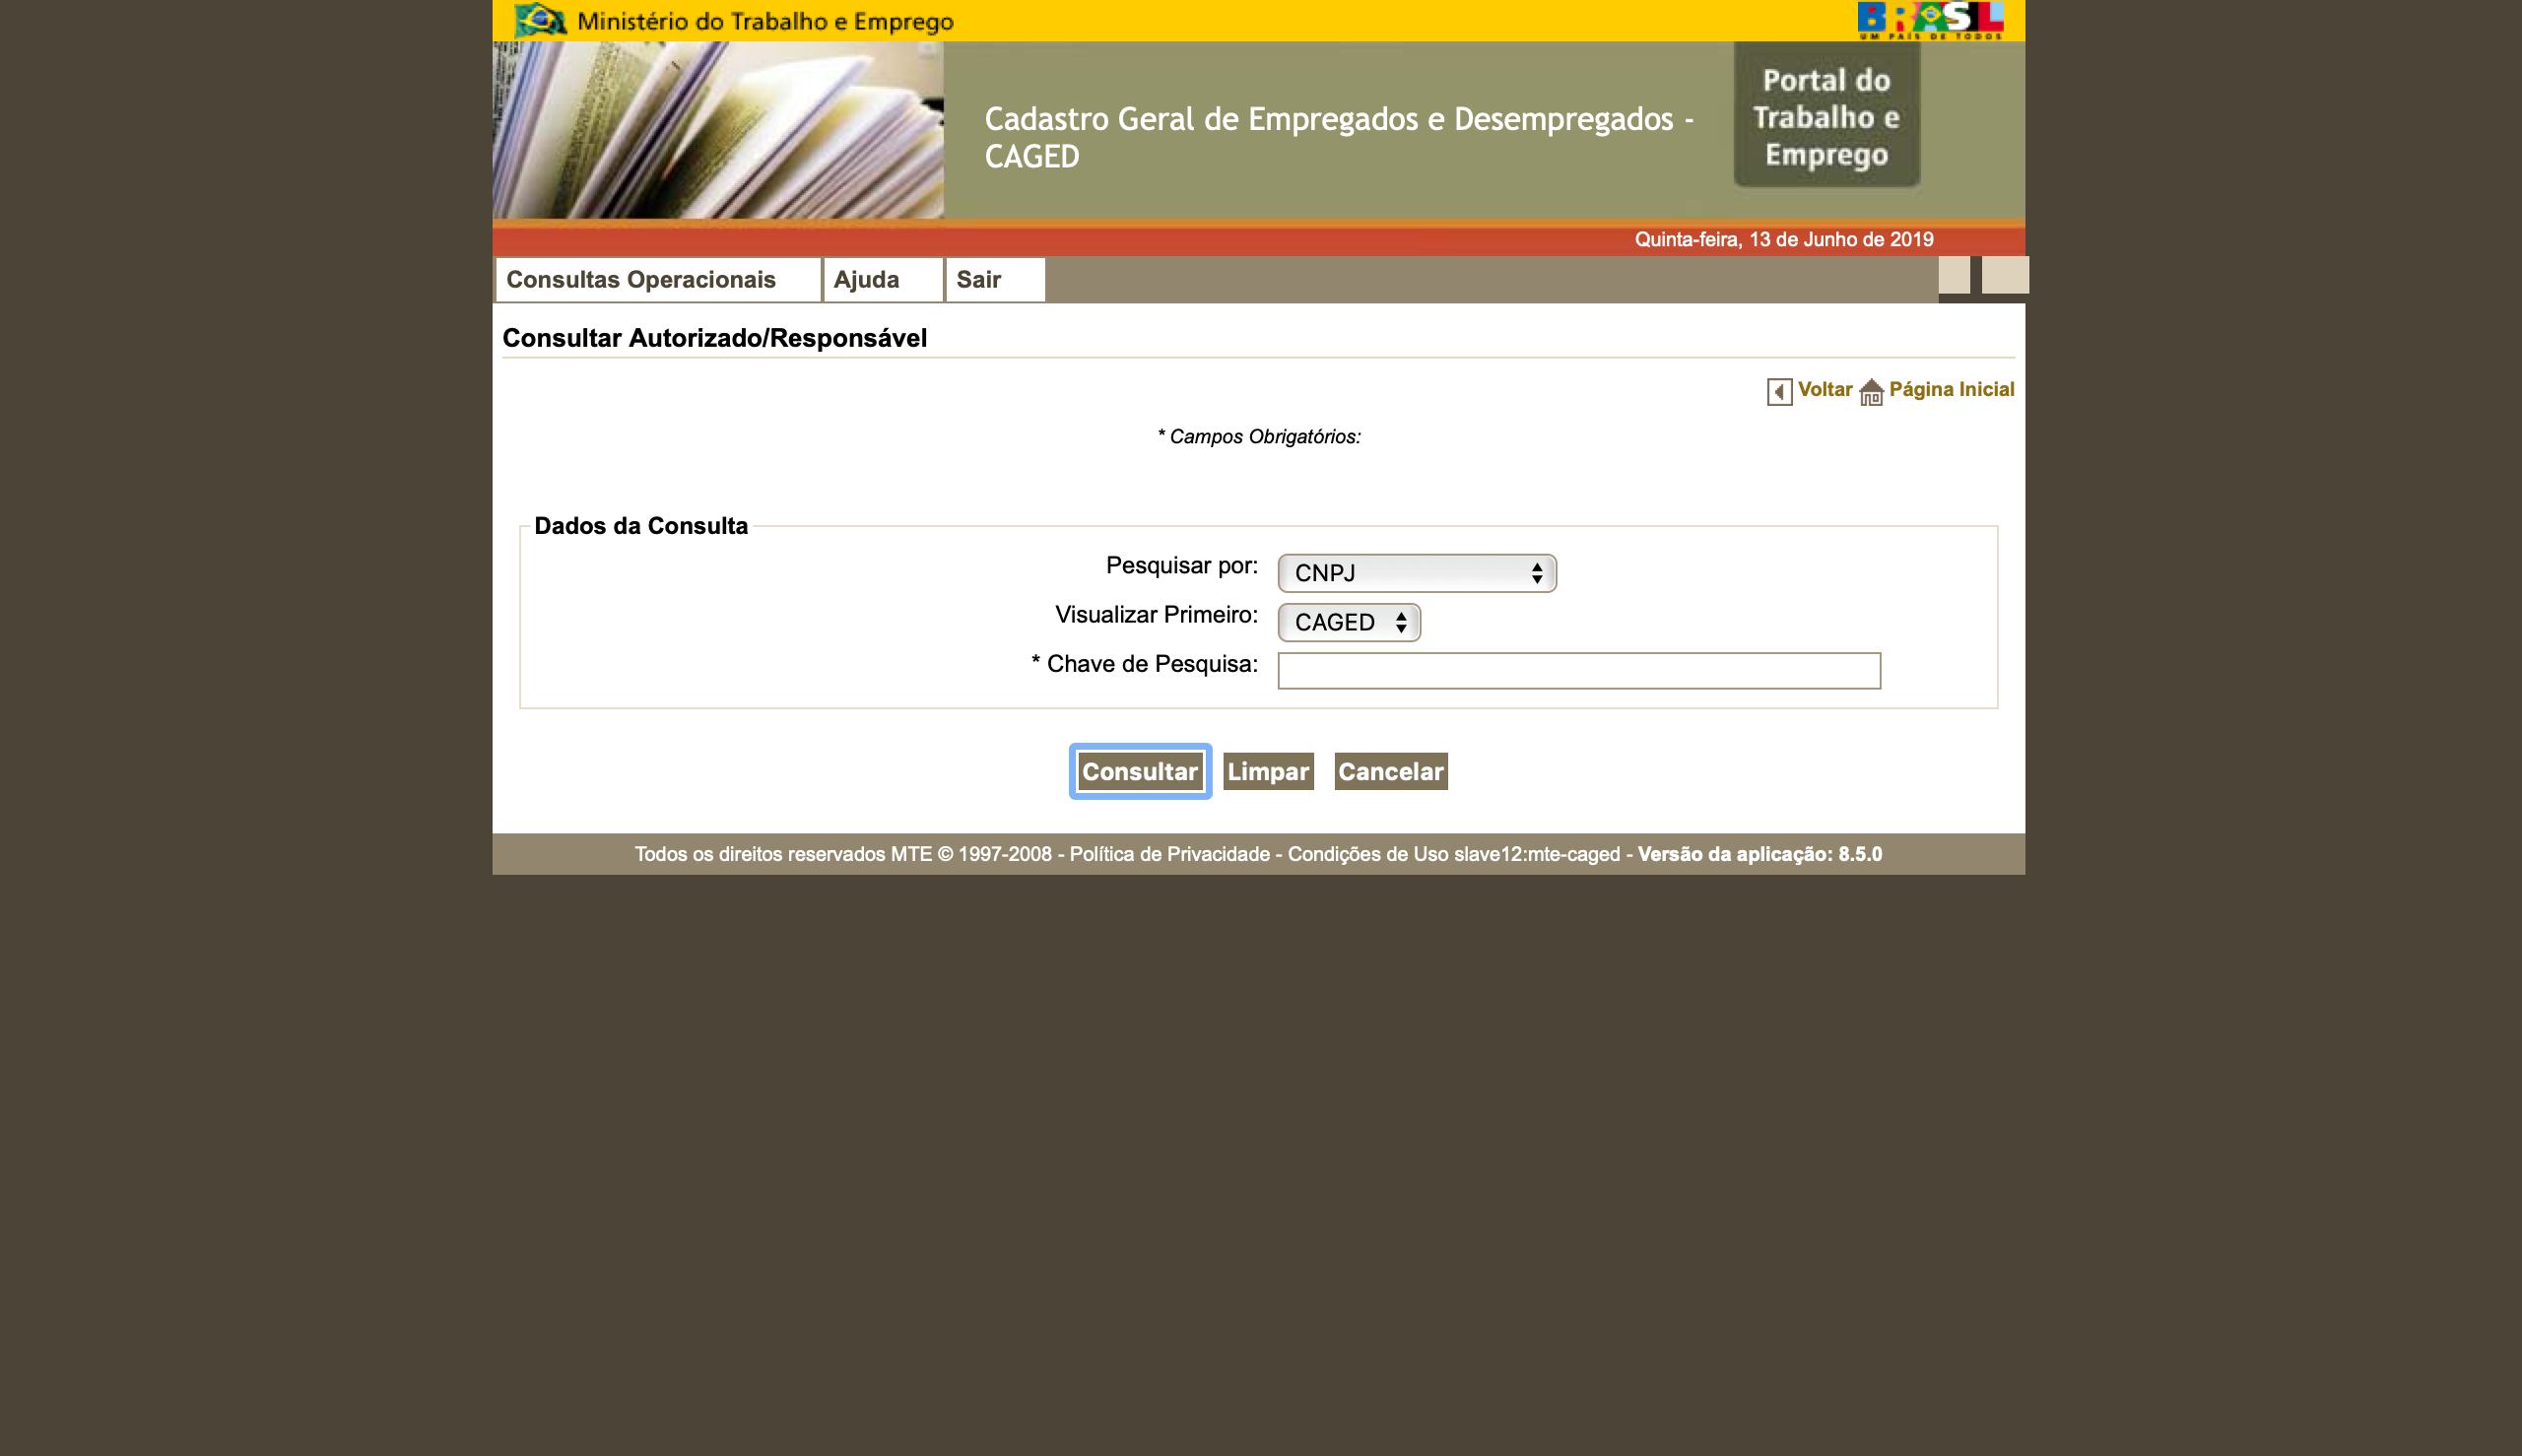 Ministério do Trabalho e Emprego
BRASIL
UM PAÍS DE TODOS
Cadastro Geral de Empregados e Desempregados -
CAGED
Portal do
Trabalho e
Emprego
Quinta-feira, 13 de Junho de 2019
Consultas Operacionais
Ajuda
Sair
Consultar Autorizado/Responsável
Voltar Página Inicial
* Campos Obrigatórios:
Dados da Consulta
Pesquisar por: CNPJ
Visualizar Primeiro: CAGED
* Chave de Pesquisa:
Consultar Limpar Cancelar
Todos os direitos reservados MTE © 1997-2008 - Política de Privacidade - Condições de Uso slave12:mte-caged - Versão da aplicação: 8.5.0